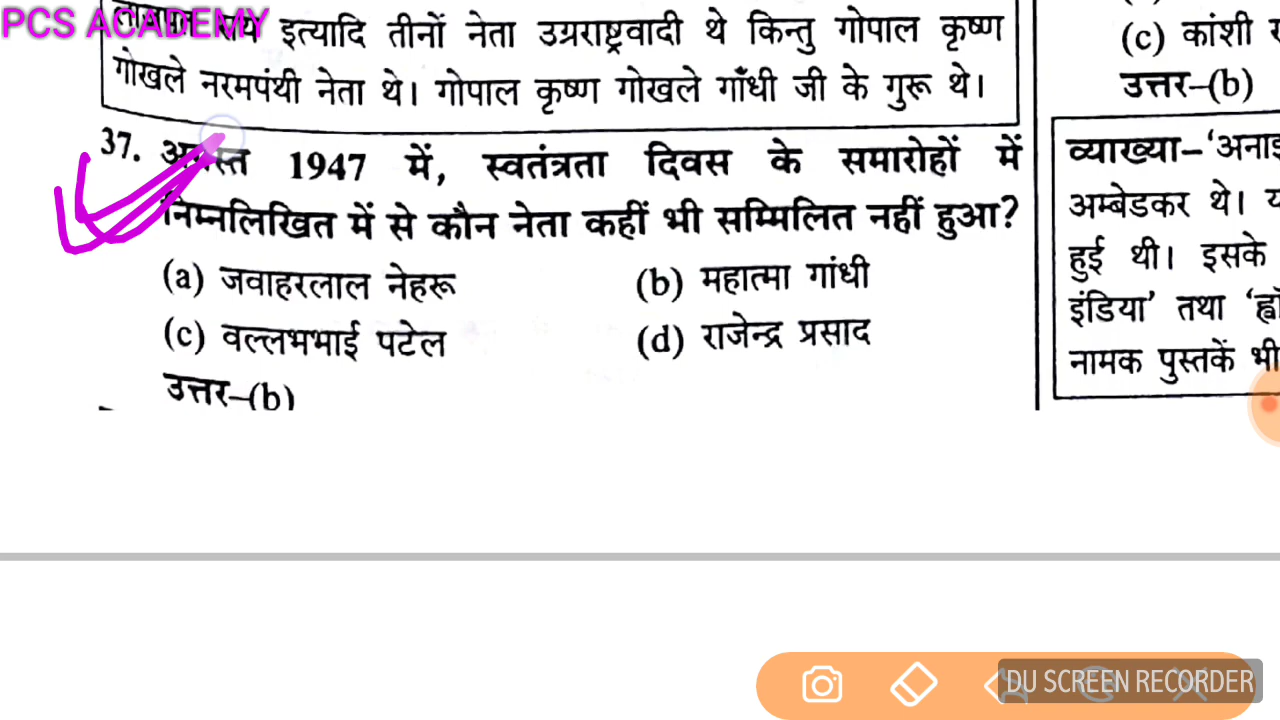 PCS ACADEMY
राय इत्यादि तीनों नेता उग्रराष्ट्रवादी थे किन्तु गोपाल कृष्ण
गोखले नरमपंथी नेता थे। गोपाल कृष्ण गोखले गाँधी जी के गुरू थे।
37. अगस्त 1947 में, स्वतंत्रता दिवस के समारोहों में
निम्नलिखित में से कौन नेता कहीं भी सम्मिलित नहीं हुआ?
(a) जवाहरलाल नेहरू (b) महात्मा गांधी
(c) वल्लभभाई पटेल (d) राजेन्द्र प्रसाद
उत्तर–(b)
(c) कांशी
उत्तर–(b)
व्याख्या–‘अनाइ
अम्बेडकर थे। य
हुई थी। इसके
इंडिया’ तथा ‘ह्वॉ
नामक पुस्तकें भी
DU SCREEN RECORDER